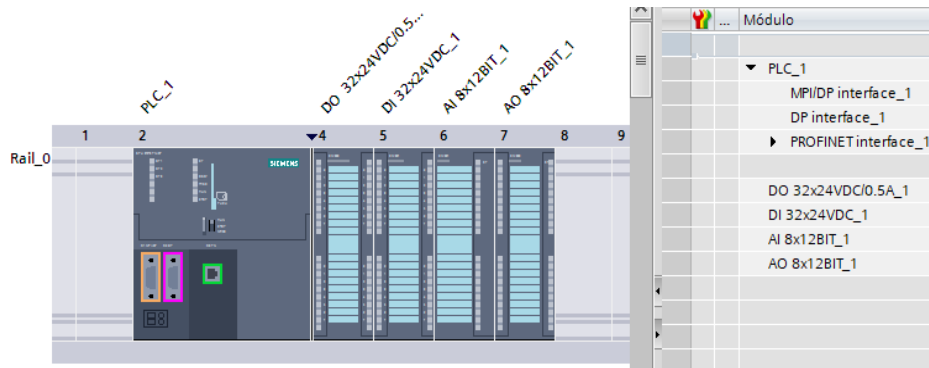 PLC_1
DO 32x24VDC/0.5...
DI 32x24VDC_1
AI 8x12BIT_1
AO 8x12BIT_1
1 2 4 5 6 7 8 9
Rail_0
SIEMENS
... Módulo
PLC_1
MPI/DP interface_1
DP interface_1
PROFINET interface_1
DO 32x24VDC/0.5A_1
DI 32x24VDC_1
AI 8x12BIT_1
AO 8x12BIT_1